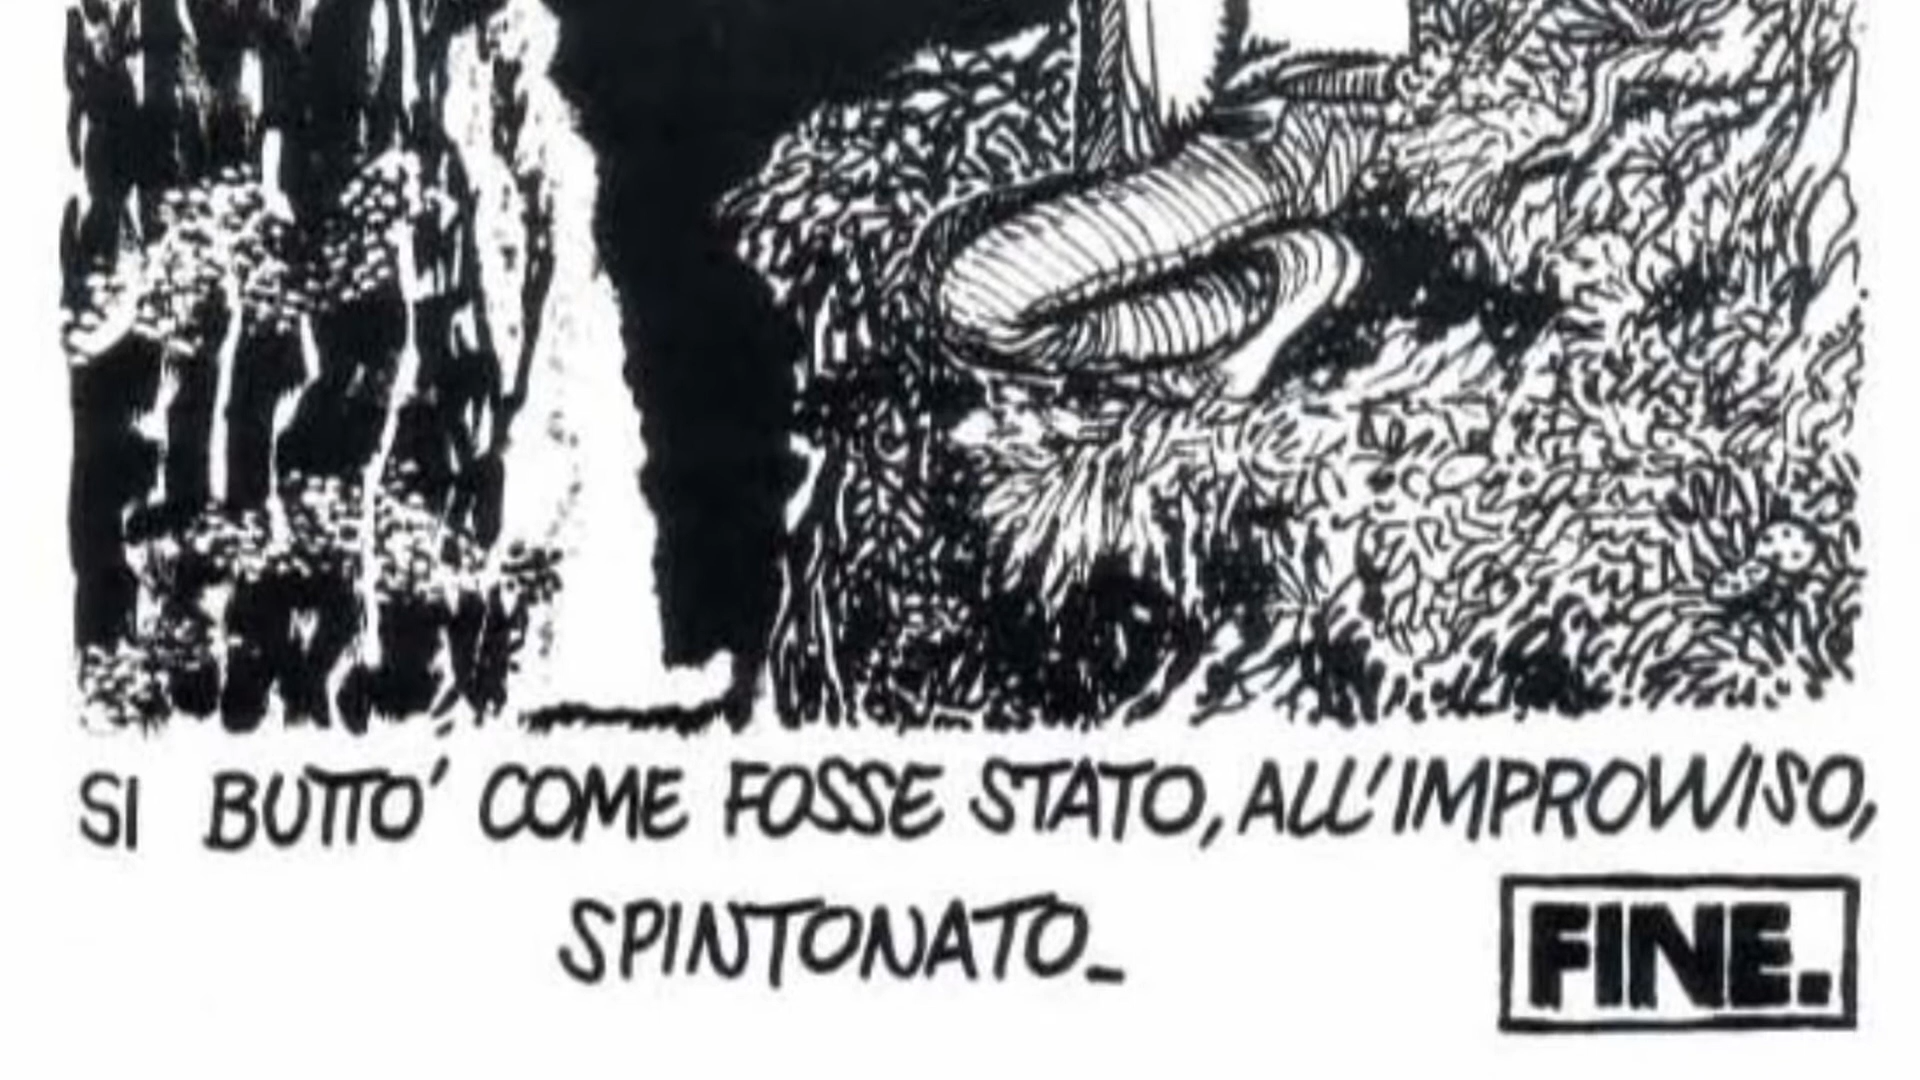 SI BUTTO' COME FOSSE STATO, ALL'IMPROVVISO,
SPINTONATO_
FINE.